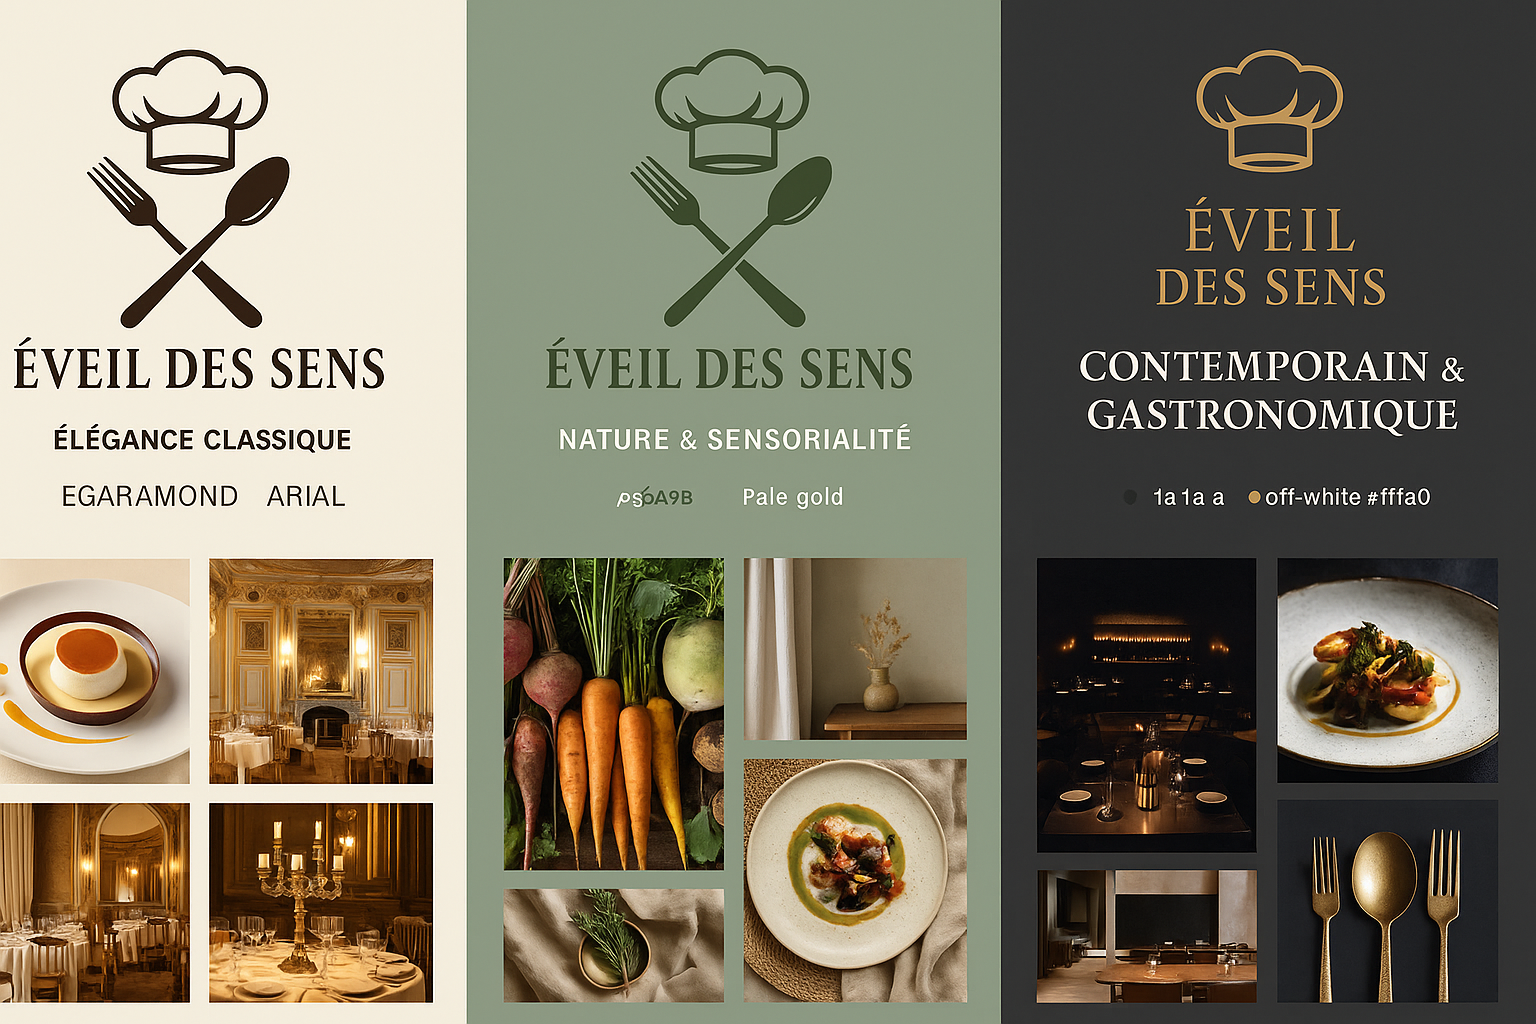 ÉVEIL DES SENS
ÉLÉGANCE CLASSIQUE
EGARAMOND ARIAL
ÉVEIL DES SENS
NATURE & SENSORIALITÉ
Pale gold
ÉVEIL
DES SENS
CONTEMPORAIN &
GASTRONOMIQUE
1a1a a off-white #fffa0